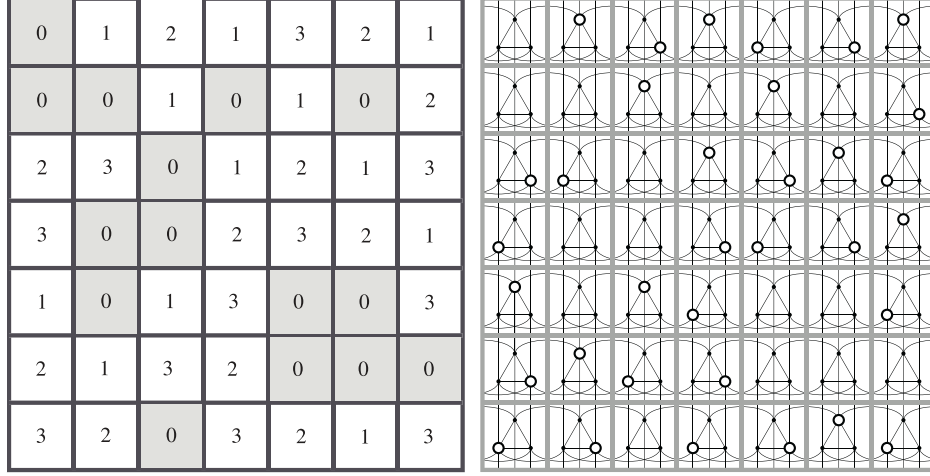 0 1 2 1 3 2 1
0 0 1 0 1 0 2
2 3 0 1 2 1 3
3 0 0 2 3 2 1
1 0 1 3 0 0 3
2 1 3 2 0 0 0
3 2 0 3 2 1 3